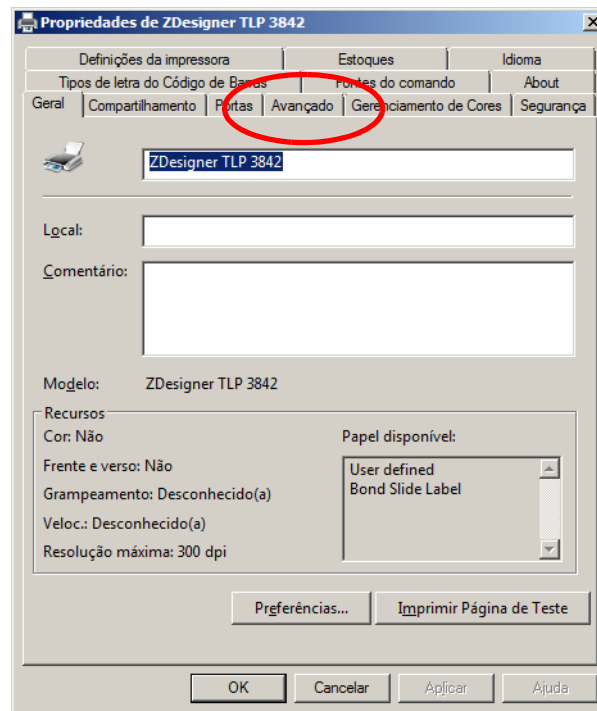 Propriedades de ZDesigner TLP 3842
Definições da impressora Estoques Idioma
Tipos de letra do Código de Barras Fontes do comando About
Geral Compartilhamento Portas Avançado Gerenciamento de Cores Segurança
ZDesigner TLP 3842
Local:
Comentário:
Modelo: ZDesigner TLP 3842
Recursos
Cor: Não Papel disponível:
Frente e verso: Não User defined
Grampeamento: Desconhecido(a) Bond Slide Label
Veloc.: Desconhecido(a)
Resolução máxima: 300 dpi
Preferências... Imprimir Página de Teste
OK Cancelar Aplicar Ajuda